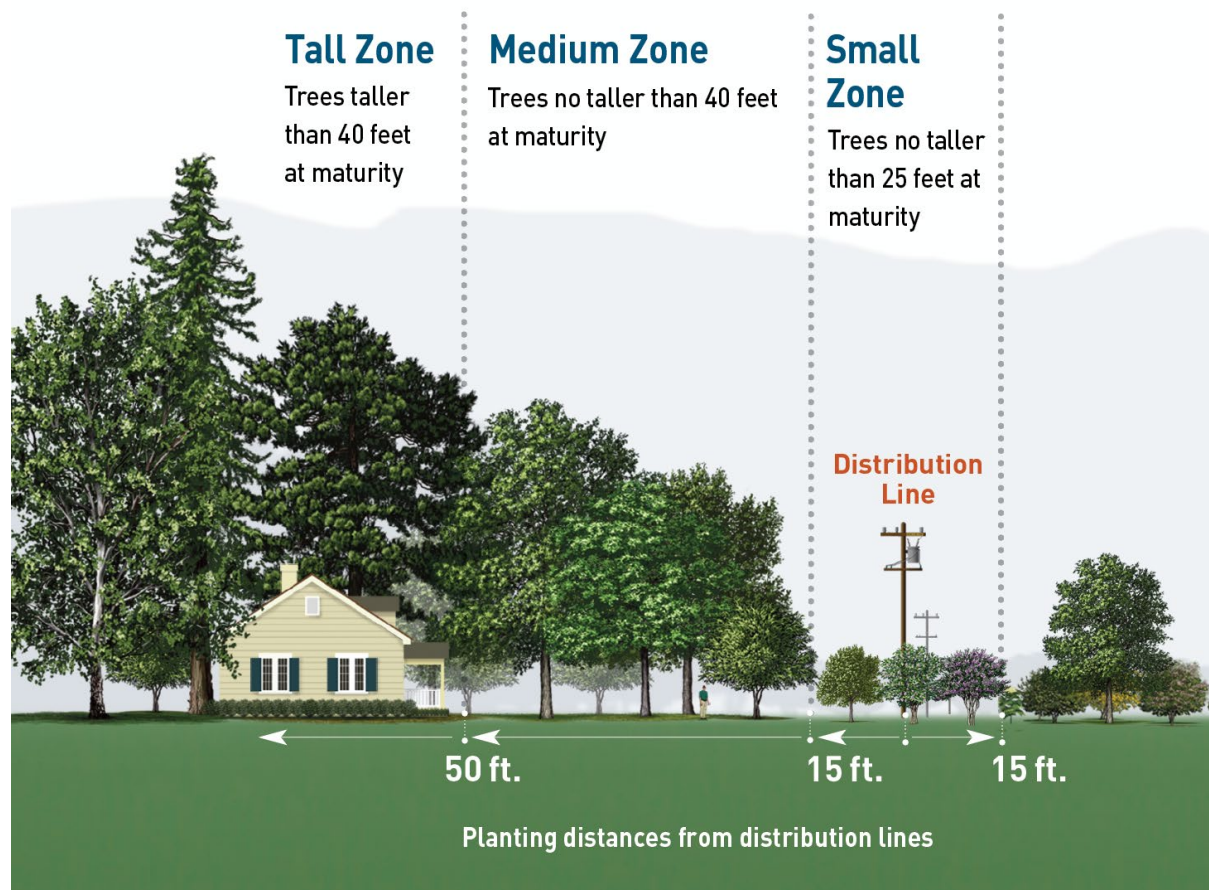 Tall Zone
Trees taller
than 40 feet
at maturity
Medium Zone
Trees no taller than 40 feet
at maturity
Small
Zone
Trees no taller
than 25 feet at
maturity
Distribution
Line
50 ft.
15 ft.
15 ft.
Planting distances from distribution lines